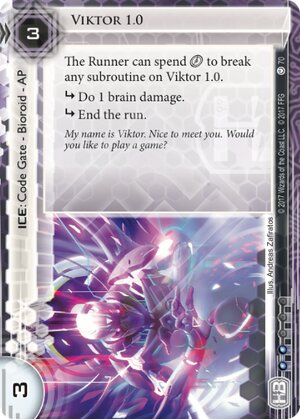 3
VIKTOR 1.0
The Runner can spend to break
any subroutine on Viktor 1.0.
↳ Do 1 brain damage.
↳ End the run.
My name is Viktor. Nice to meet you. Would
you like to play a game?
ICE: Code Gate - Bioroid - AP
© 2017 Wizards of the Coast LLC. © 2017 FFG
70
Illus. Andreas Zafiratos
3
HB